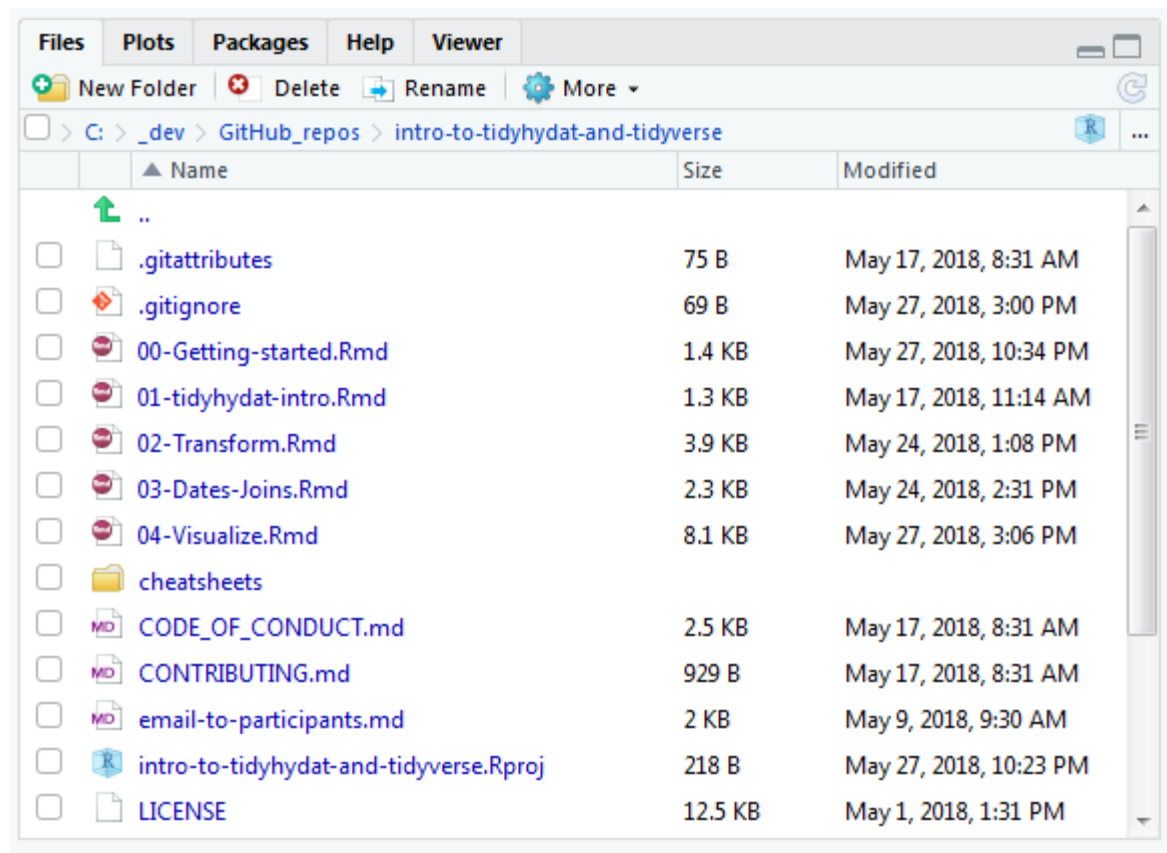 Files Plots Packages Help Viewer
New Folder Delete Rename More
C: > _dev > GitHub_repos > intro-to-tidyhydat-and-tidyverse R ...
Name Size Modified
..
.gitattributes 75 B May 17, 2018, 8:31 AM
.gitignore 69 B May 27, 2018, 3:00 PM
00-Getting-started.Rmd 1.4 KB May 27, 2018, 10:34 PM
01-tidyhydat-intro.Rmd 1.3 KB May 17, 2018, 11:14 AM
02-Transform.Rmd 3.9 KB May 24, 2018, 1:08 PM
03-Dates-Joins.Rmd 2.3 KB May 24, 2018, 2:31 PM
04-Visualize.Rmd 8.1 KB May 27, 2018, 3:06 PM
cheatsheets
MD CODE_OF_CONDUCT.md 2.5 KB May 17, 2018, 8:31 AM
MD CONTRIBUTING.md 929 B May 17, 2018, 8:31 AM
MD email-to-participants.md 2 KB May 9, 2018, 9:30 AM
R intro-to-tidyhydat-and-tidyverse.Rproj 218 B May 27, 2018, 10:23 PM
LICENSE 12.5 KB May 1, 2018, 1:31 PM